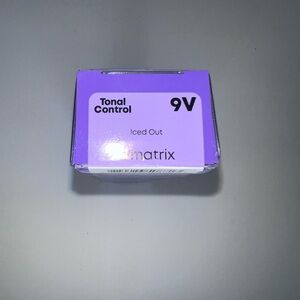 Tonal
Control
9V
Iced Out
matrix